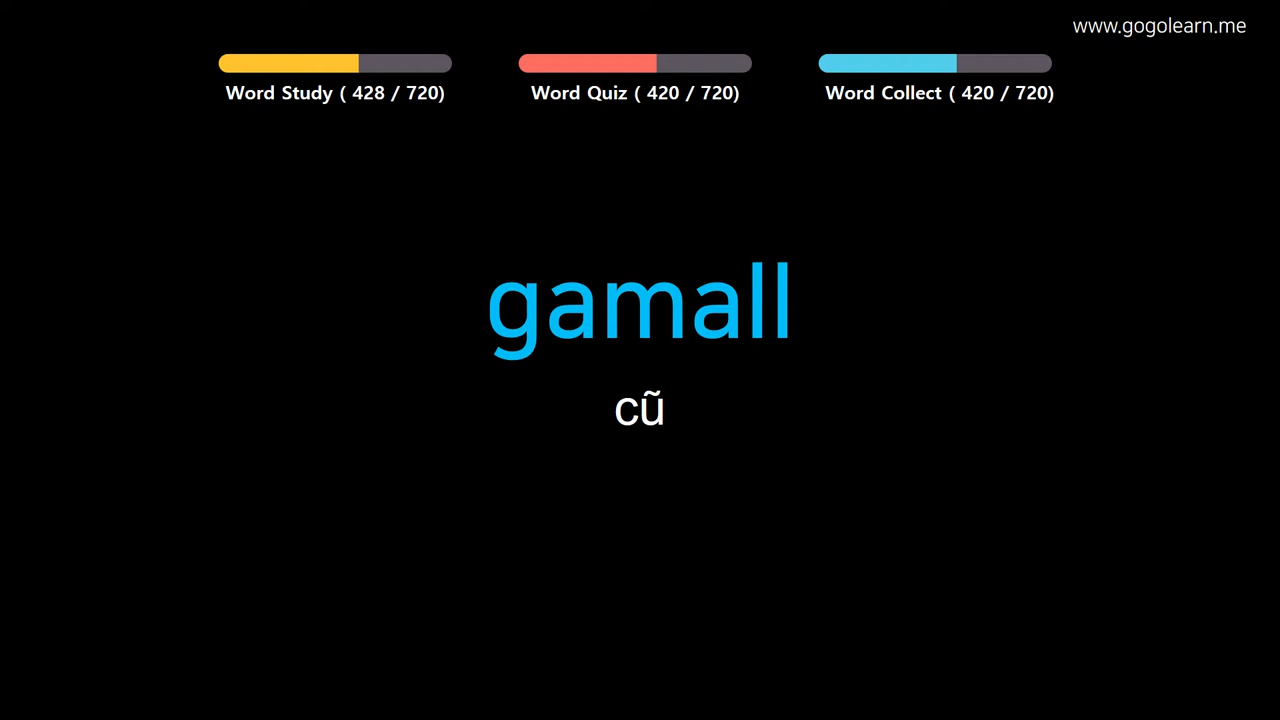 www.gogolearn.me
Word Study ( 428 / 720)
Word Quiz ( 420 / 720)
Word Collect ( 420 / 720)
gamall
cũ